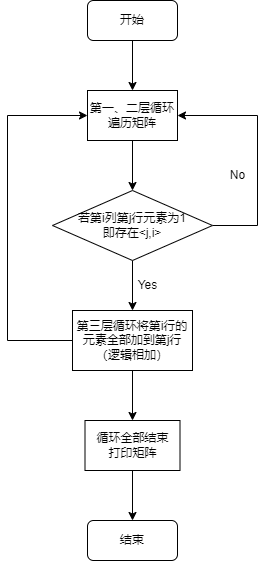 开始
第一、二层循环
遍历矩阵
No
若第i列第j行元素为1
即存在<j,i>
Yes
第三层循环将第i行的
元素全部加到第j行
（逻辑相加）
循环全部结束
打印矩阵
结束